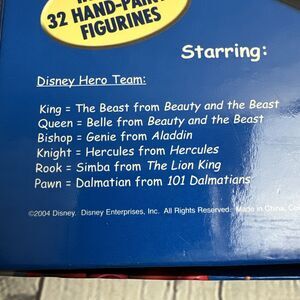 32 HAND-PAIN
FIGURINES
Starring:
Disney Hero Team:
King = The Beast from Beauty and the Beast
Queen = Belle from Beauty and the Beast
Bishop = Genie from Aladdin
Knight = Hercules from Hercules
Rook = Simba from The Lion King
Pawn = Dalmatian from 101 Dalmatians
©2004 Disney. Disney Enterprises, Inc. All Rights Reserved. Made in China,